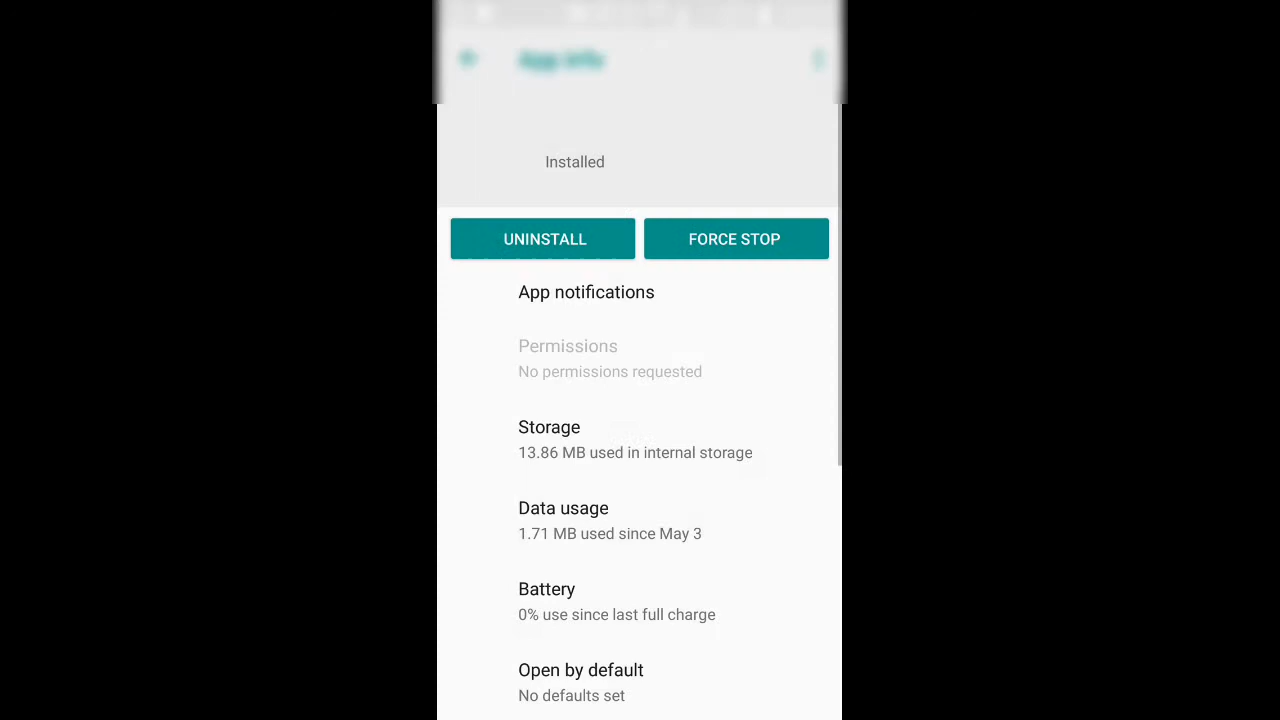 App info
Installed
UNINSTALL
FORCE STOP
App notifications
Permissions
No permissions requested
Storage
13.86 MB used in internal storage
Data usage
1.71 MB used since May 3
Battery
0% use since last full charge
Open by default
No defaults set